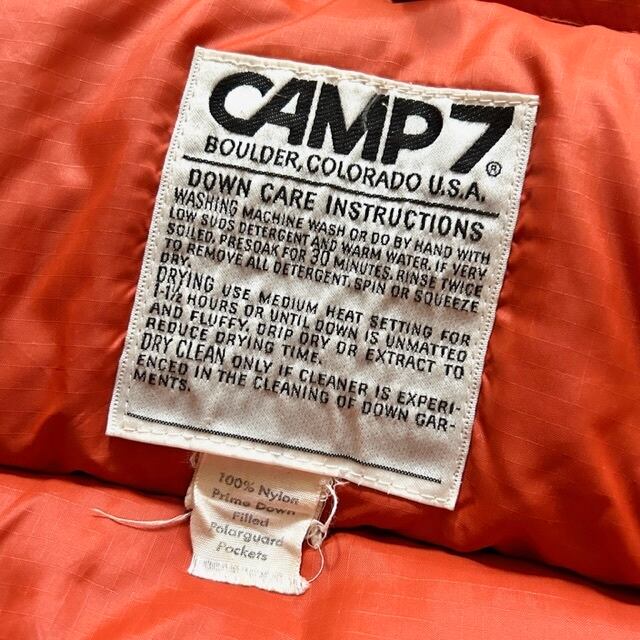 CAMP 7®
BOULDER, COLORADO U.S.A.
DOWN CARE INSTRUCTIONS
WASHING MACHINE WASH OR DO BY HAND WITH
LOW SUDS DETERGENT AND WARM WATER. IF VERY
SOILED, PRESOAK FOR 30 MINUTES. RINSE TWICE
TO REMOVE ALL DETERGENT, SPIN OR SQUEEZE
DRY.
DRYING USE MEDIUM HEAT SETTING FOR
1-1/2 HOURS OR UNTIL DOWN IS UNMATTED
AND FLUFFY. DRIP DRY OR EXTRACT TO
REDUCE DRYING TIME.
DRY CLEAN ONLY IF CLEANER IS EXPERI-
ENCED IN THE CLEANING OF DOWN GAR-
MENTS.
100% Nylon
Prime Down
Filled
Polarguard
Pockets